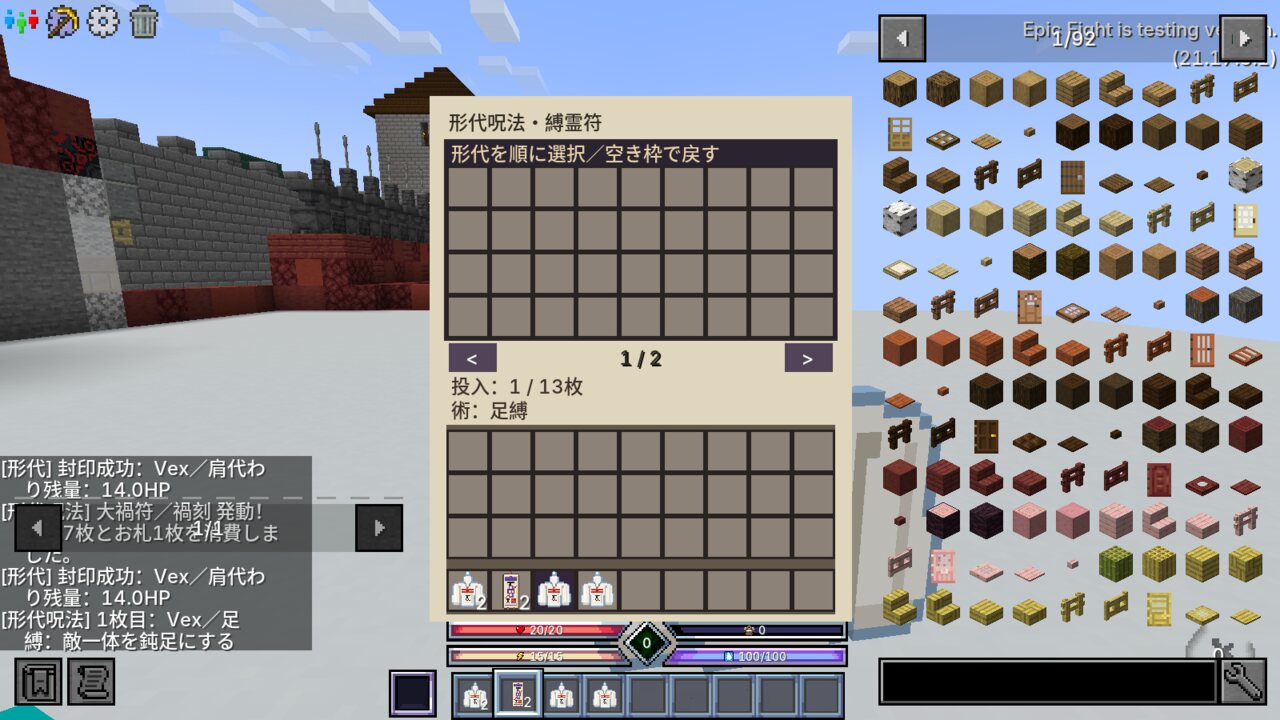 Epic Fight is testing ve
1/92
(21.1
形代呪法・縛霊符
形代を順に選択／空き枠で戻す
<
1 / 2
>
投入: 1 / 13枚
術: 足縛
2
2
[形代] 封印成功: Vex／肩代わ
り残量: 14.0HP
大禍符／禍刻 発動！
1/1
7枚とお札1枚を消費しま
した。
[形代] 封印成功: Vex／肩代わ
り残量: 14.0HP
[形代呪法] 1枚目: Vex／足
縛: 敵一体を鈍足にする
20/20
0
0
100/100
2
2